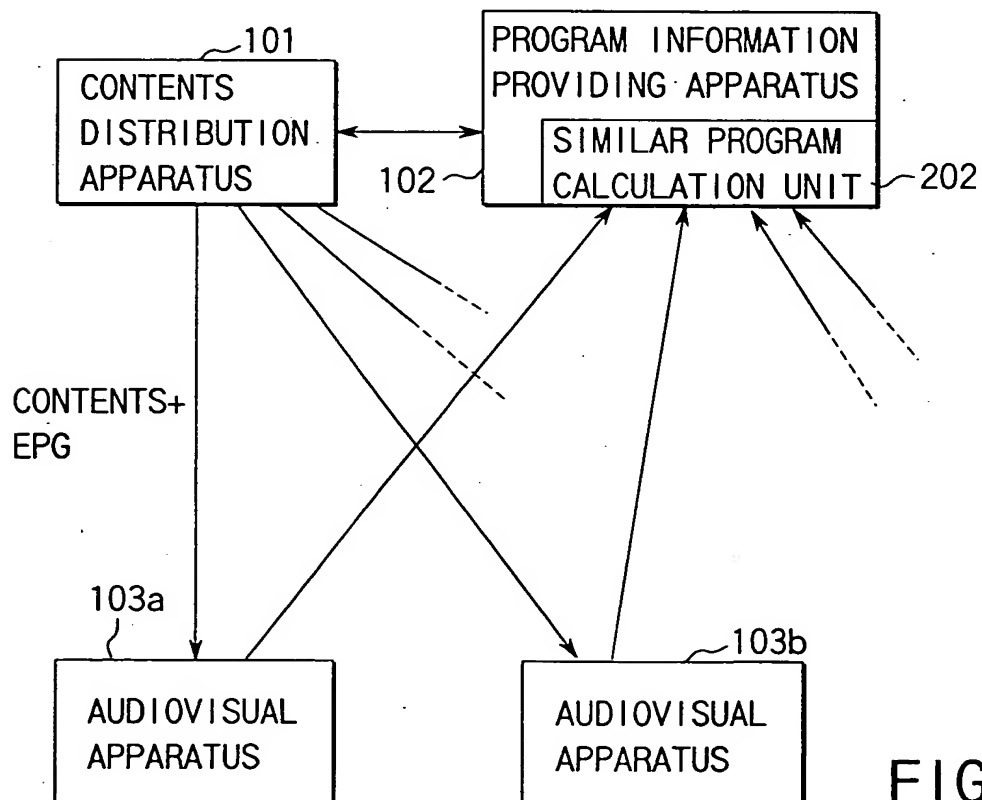 101
CONTENTS
DISTRIBUTION
APPARATUS
PROGRAM INFORMATION
PROVIDING APPARATUS
SIMILAR PROGRAM
CALCULATION UNIT
102
202
CONTENTS+
EPG
103a
AUDIOVISUAL
APPARATUS
103b
AUDIOVISUAL
APPARATUS
FIG